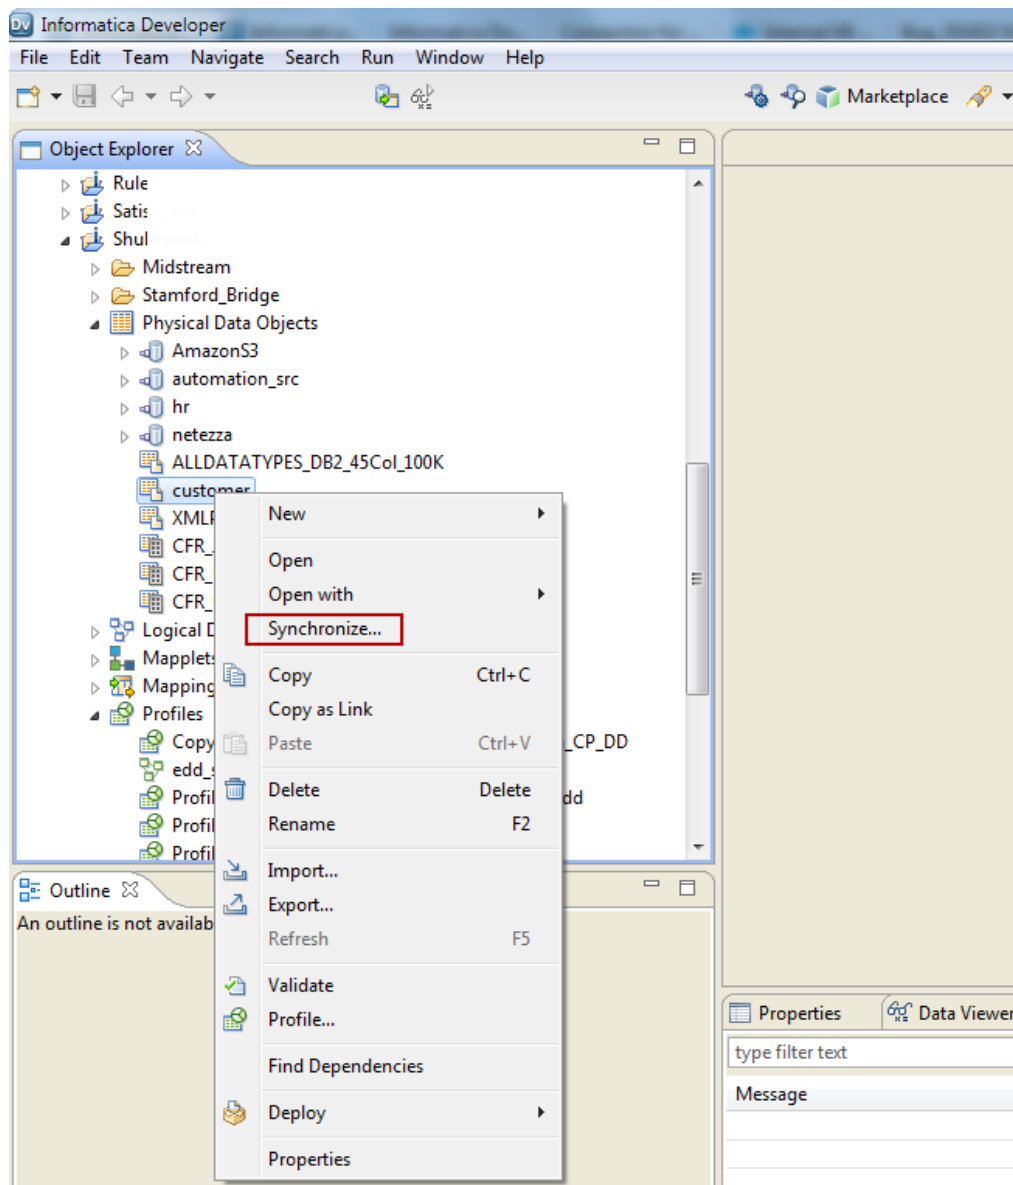 Informatica Developer
File Edit Team Navigate Search Run Window Help
Marketplace
Object Explorer
Rule
Satis
Shul
Midstream
Stamford_Bridge
Physical Data Objects
AmazonS3
automation_src
hr
netezza
ALLDATATYPES_DB2_45Col_100K
customer
New
XML
CFR_
Open
CFR_
Open with
CFR_
Synchronize...
Logical D
Mapplets
Copy Ctrl+C
Mapping
Copy as Link
Profiles
Copy
Paste Ctrl+V
_CP_DD
edd_s
Delete Delete
Profil
dd
Rename F2
Profil
Profil
Import...
Outline
Export...
An outline is not availab
Refresh F5
Validate
Profile...
Properties Data Viewer
type filter text
Find Dependencies
Message
Deploy
Properties